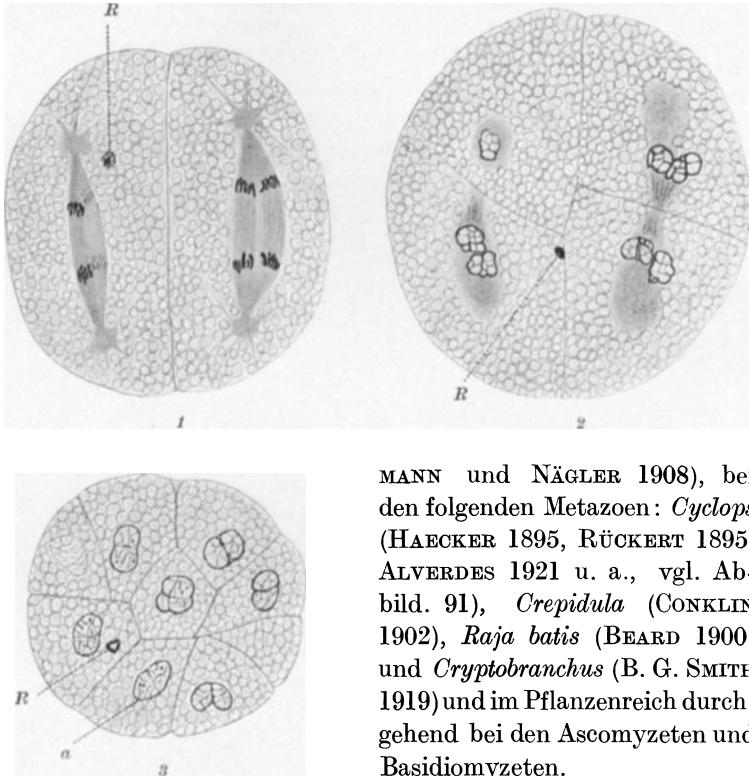 R
1
2
R
R
a
3
MANN und NÄGLER 1908), bei
den folgenden Metazoen: Cyclops
(HAECKER 1895, RÜCKERT 1895
ALVERDES 1921 u. a., vgl. Ab-
bild. 91), Crepidula (CONKLIN
1902), Raja batis (BEARD 1900
und Cryptobranchus (B. G. SMITH
1919) und im Pflanzenreich durch
gehend bei den Ascomyzeten und
Basidiomyzeten.